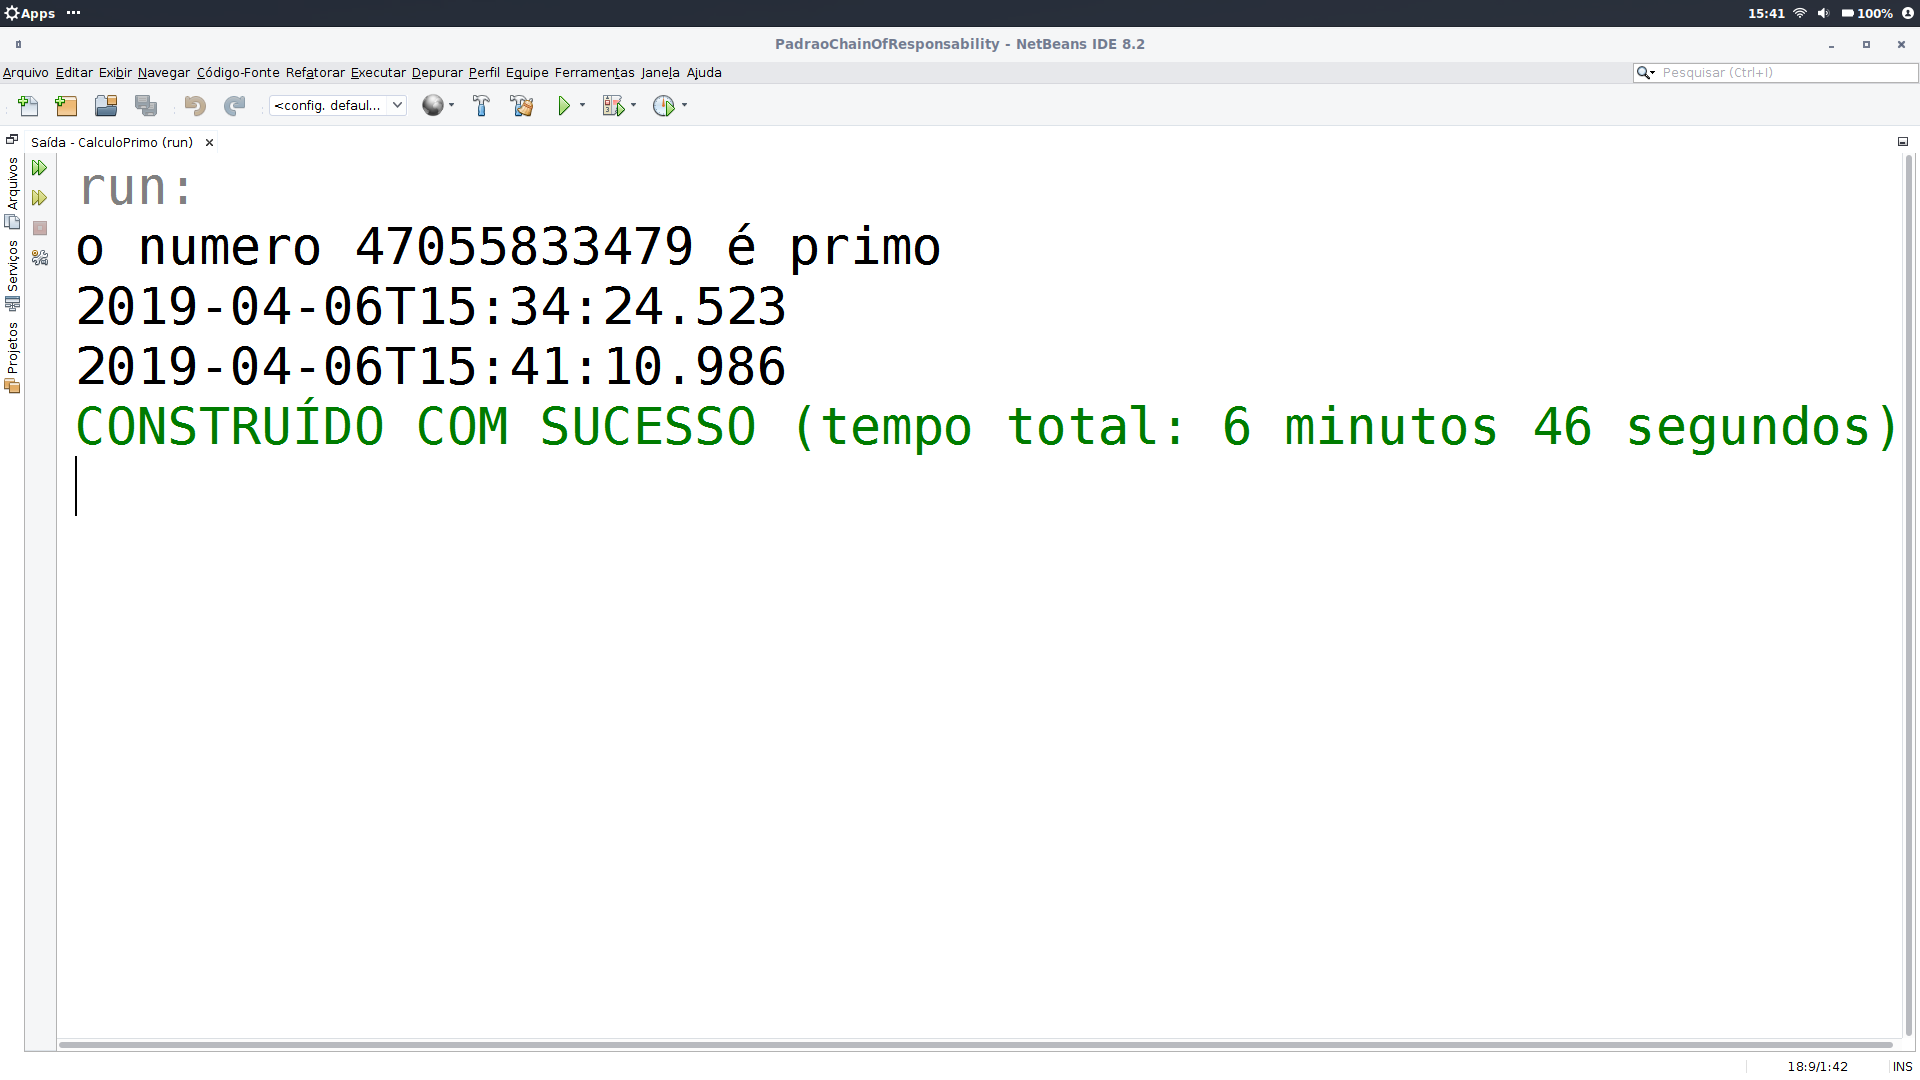 Apps ••• 15:41 100%
PadraoChainOfResponsability - NetBeans IDE 8.2
Arquivo Editar Exibir Navegar Código-Fonte Refatorar Executar Depurar Perfil Equipe Ferramentas Janela Ajuda Pesquisar (Ctrl+I)
<config. defaul...
Saída - CalculoPrimo (run)
Arquivos
Serviços
Projetos
run:
o numero 47055833479 é primo
2019-04-06T15:34:24.523
2019-04-06T15:41:10.986
CONSTRUÍDO COM SUCESSO (tempo total: 6 minutos 46 segundos)
18:9/1:42 INS